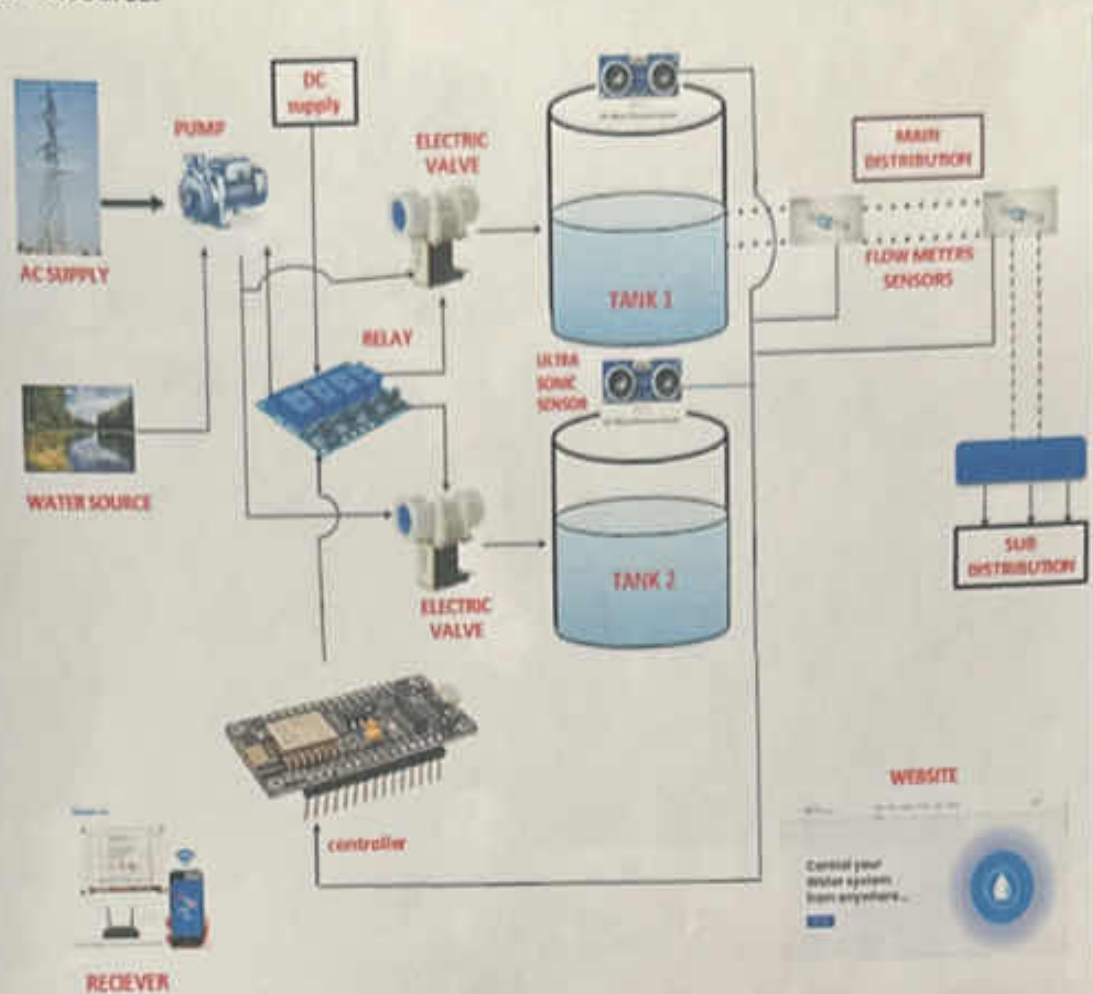 DC
supply
PUMP
ELECTRIC
VALVE
MAIN
DISTRIBUTION
AC SUPPLY
TANK 1
FLOW METERS
SENSORS
RELAY
ULTRA
SONIC
SENSOR
WATER SOURCE
TANK 2
SUB
DISTRIBUTION
ELECTRIC
VALVE
controller
WEBSITE
Control your
Water system
from anywhere...
RECIEVER